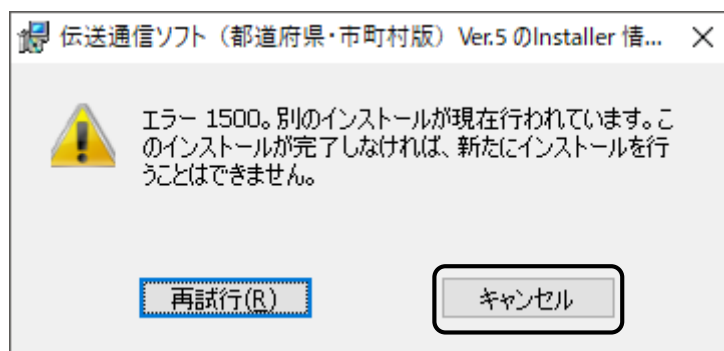 伝送通信ソフト（都道府県・市町村版） Ver.5 のInstaller 情...
エラー 1500。別のインストールが現在行われています。こ
のインストールが完了しなければ、新たにインストールを行
うことはできません。
再試行(R)
キャンセル